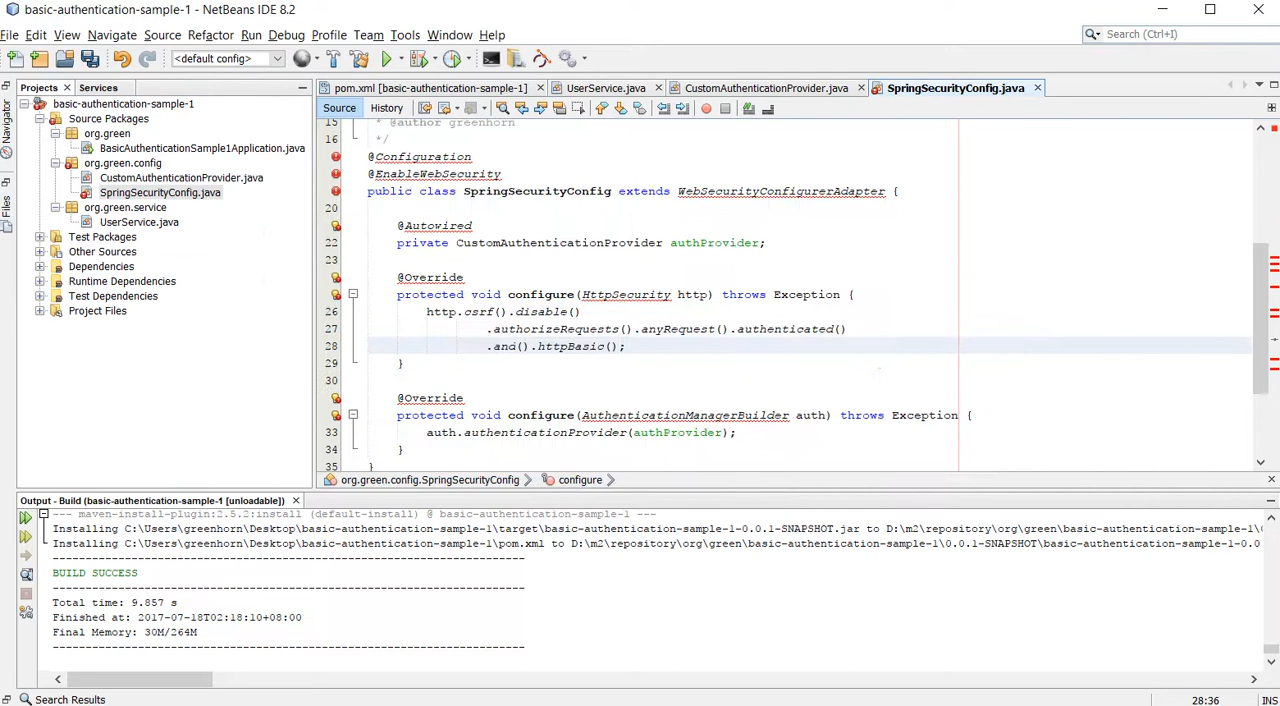 basic-authentication-sample-1 - NetBeans IDE 8.2
File Edit View Navigate Source Refactor Run Debug Profile Team Tools Window Help
Search (Ctrl+I)
<default config>
Projects
Services
pom.xml [basic-authentication-sample-1]
UserService.java
CustomAuthenticationProvider.java
SpringSecurityConfig.java
Navigator
Files
basic-authentication-sample-1
Source Packages
org.green
BasicAuthenticationSample1Application.java
org.green.config
CustomAuthenticationProvider.java
SpringSecurityConfig.java
org.green.service
UserService.java
Test Packages
Other Sources
Dependencies
Runtime Dependencies
Test Dependencies
Project Files
Source History
15 * @author greenhorn
16 */
@Configuration
@EnableWebSecurity
public class SpringSecurityConfig extends WebSecurityConfigurerAdapter {
20
@Autowired
22 private CustomAuthenticationProvider authProvider;
23
@Override
protected void configure(HttpSecurity http) throws Exception {
26 http.csrf().disable()
27 .authorizeRequests().anyRequest().authenticated()
28 .and().httpBasic();
29 }
30
@Override
protected void configure(AuthenticationManagerBuilder auth) throws Exception {
33 auth.authenticationProvider(authProvider);
34 }
35 }
org.green.config.SpringSecurityConfig
configure
Output - Build (basic-authentication-sample-1 [unloadable])
--- maven-install-plugin:2.5.2:install (default-install) @ basic-authentication-sample-1 ---
Installing C:\Users\greenhorn\Desktop\basic-authentication-sample-1\target\basic-authentication-sample-1-0.0.1-SNAPSHOT.jar to D:\m2\repository\org\green\basic-authentication-sample-1\
Installing C:\Users\greenhorn\Desktop\basic-authentication-sample-1\pom.xml to D:\m2\repository\org\green\basic-authentication-sample-1\0.0.1-SNAPSHOT\basic-authentication-sample-1-0.0
------------------------------------------------------------------------
BUILD SUCCESS
------------------------------------------------------------------------
Total time: 9.857 s
Finished at: 2017-07-18T02:18:10+08:00
Final Memory: 30M/264M
------------------------------------------------------------------------
Search Results
28:36
INS